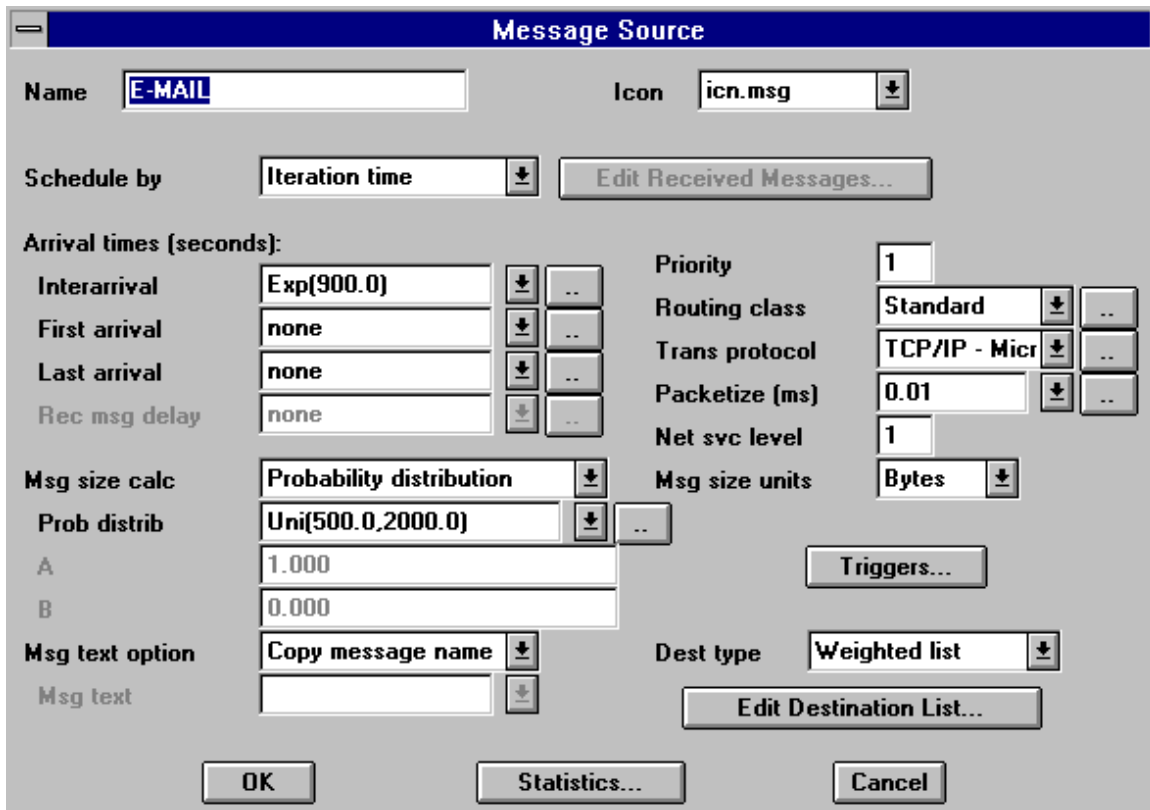 Message Source
Name E-MAIL Icon icn.msg
Schedule by Iteration time Edit Received Messages...
Arrival times (seconds):
Interarrival Exp(900.0) ..
First arrival none ..
Last arrival none ..
Rec msg delay none ..
Priority 1
Routing class Standard ..
Trans protocol TCP/IP - Micr ..
Packetize (ms) 0.01 ..
Net svc level 1
Msg size calc Probability distribution Msg size units Bytes
Prob distrib Uni(500.0,2000.0) ..
A 1.000
B 0.000
Triggers...
Msg text option Copy message name Dest type Weighted list
Msg text
Edit Destination List...
OK Statistics... Cancel